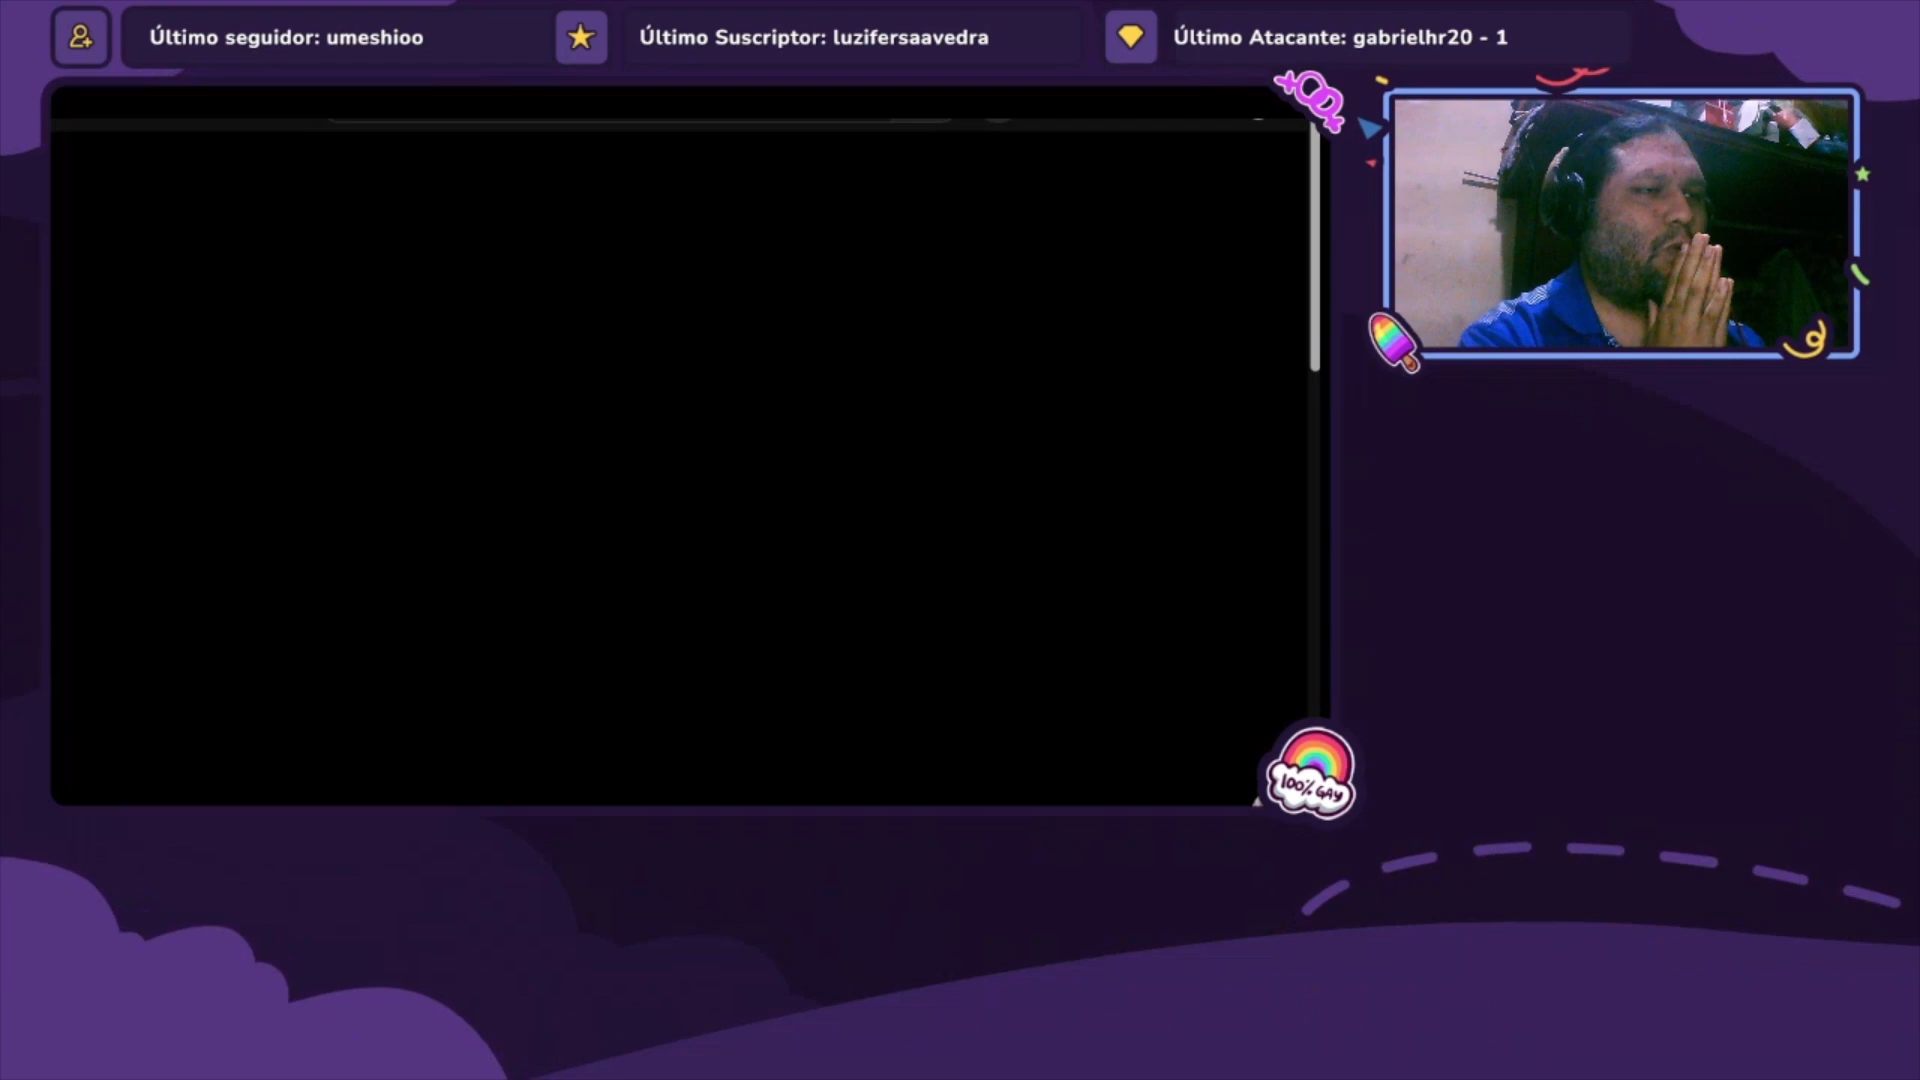 Último seguidor: umeshioo
Último Suscriptor: luzifersaavedra
Último Atacante: gabrielhr20 - 1
100% GAY